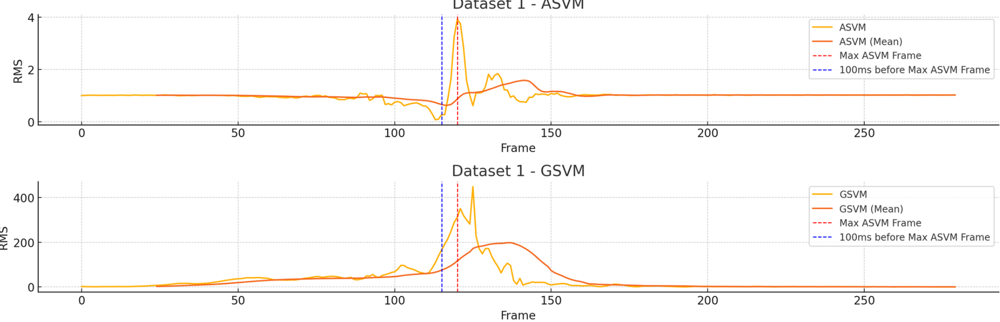 Dataset 1 - ASVM
4
2
0
RMS
ASVM
ASVM (Mean)
Max ASVM Frame
100ms before Max ASVM Frame
0 50 100 150 200 250
Frame
Dataset 1 - GSVM
400
200
0
RMS
GSVM
GSVM (Mean)
Max ASVM Frame
100ms before Max ASVM Frame
0 50 100 150 200 250
Frame